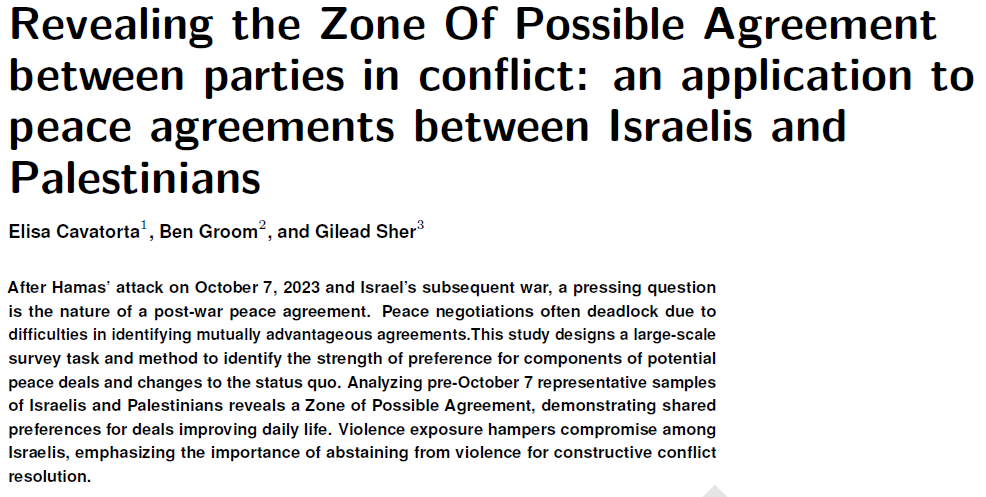 Revealing the Zone Of Possible Agreement
between parties in conflict: an application to
peace agreements between Israelis and
Palestinians
Elisa Cavatorta1, Ben Groom2, and Gilead Sher3
After Hamas' attack on October 7, 2023 and Israel's subsequent war, a pressing question
is the nature of a post-war peace agreement. Peace negotiations often deadlock due to
difficulties in identifying mutually advantageous agreements.This study designs a large-scale
survey task and method to identify the strength of preference for components of potential
peace deals and changes to the status quo. Analyzing pre-October 7 representative samples
of Israelis and Palestinians reveals a Zone of Possible Agreement, demonstrating shared
preferences for deals improving daily life. Violence exposure hampers compromise among
Israelis, emphasizing the importance of abstaining from violence for constructive conflict
resolution.